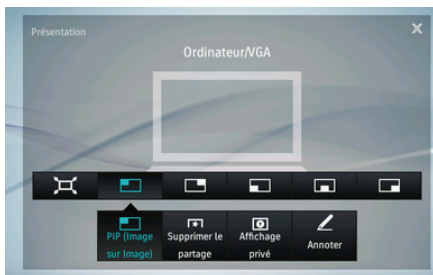 Présentation
X
Ordinateur/VGA
PIP (Image
sur Image)
Supprimer le
partage
Affichage
privé
Annoter